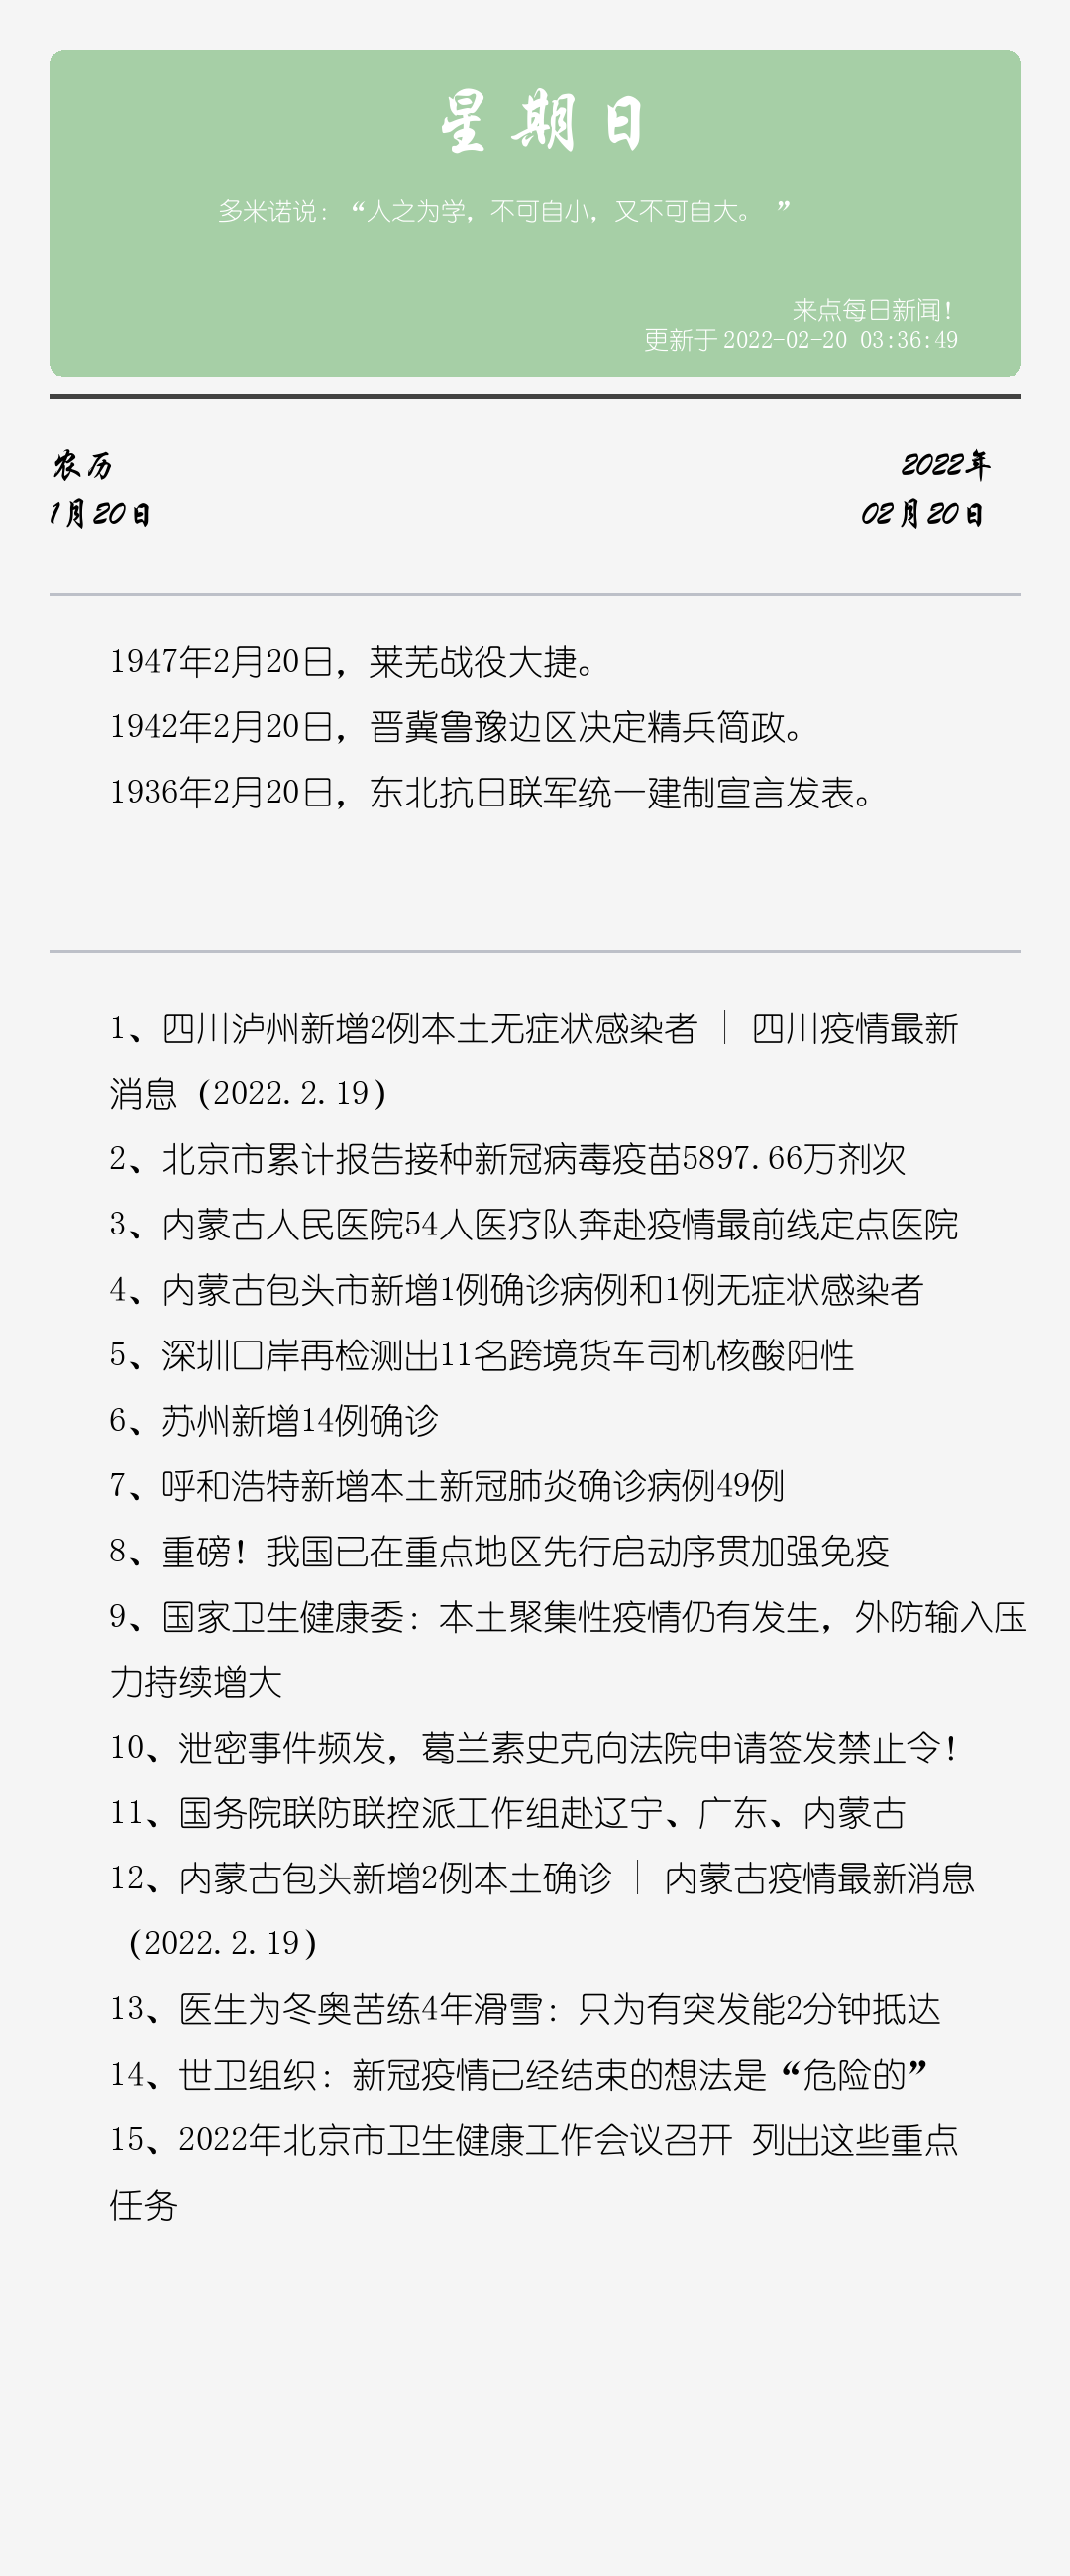 星期日
多米诺说：“人之为学，不可自小，又不可自大。 ”
来点每日新闻！
更新于 2022-02-20 03:36:49
农历
2022年
1月20日
02月20日
1947年2月20日，莱芜战役大捷。
1942年2月20日，晋冀鲁豫边区决定精兵简政。
1936年2月20日，东北抗日联军统一建制宣言发表。
1、四川泸州新增2例本土无症状感染者 | 四川疫情最新
消息（2022.2.19）
2、北京市累计报告接种新冠病毒疫苗5897.66万剂次
3、内蒙古人民医院54人医疗队奔赴疫情最前线定点医院
4、内蒙古包头市新增1例确诊病例和1例无症状感染者
5、深圳口岸再检测出11名跨境货车司机核酸阳性
6、苏州新增14例确诊
7、呼和浩特新增本土新冠肺炎确诊病例49例
8、重磅！我国已在重点地区先行启动序贯加强免疫
9、国家卫生健康委：本土聚集性疫情仍有发生，外防输入压
力持续增大
10、泄密事件频发，葛兰素史克向法院申请签发禁止令！
11、国务院联防联控派工作组赴辽宁、广东、内蒙古
12、内蒙古包头新增2例本土确诊 | 内蒙古疫情最新消息
（2022.2.19）
13、医生为冬奥苦练4年滑雪：只为有突发能2分钟抵达
14、世卫组织：新冠疫情已经结束的想法是“危险的”
15、2022年北京市卫生健康工作会议召开 列出这些重点
任务